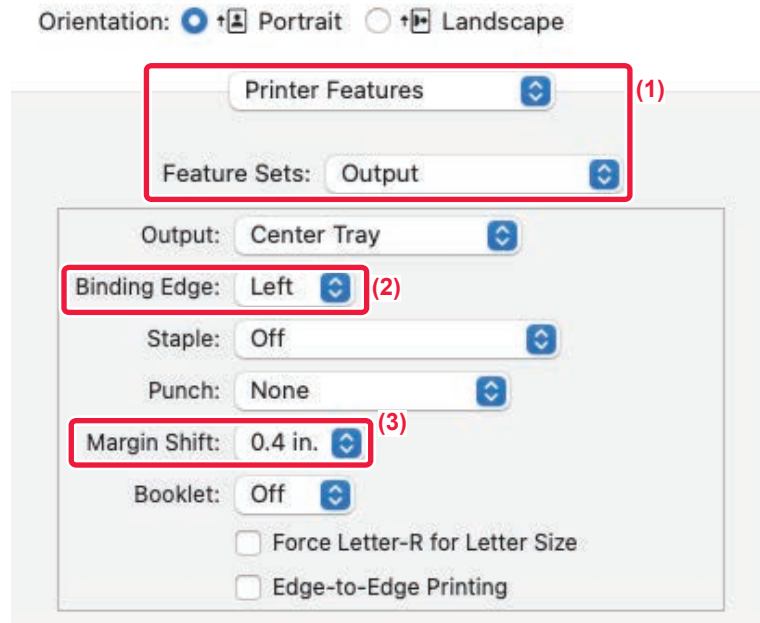 Orientation: Portrait Landscape
Printer Features (1)
Feature Sets: Output
Output: Center Tray
Binding Edge: Left (2)
Staple: Off
Punch: None
(3)
Margin Shift: 0.4 in.
Booklet: Off
Force Letter-R for Letter Size
Edge-to-Edge Printing